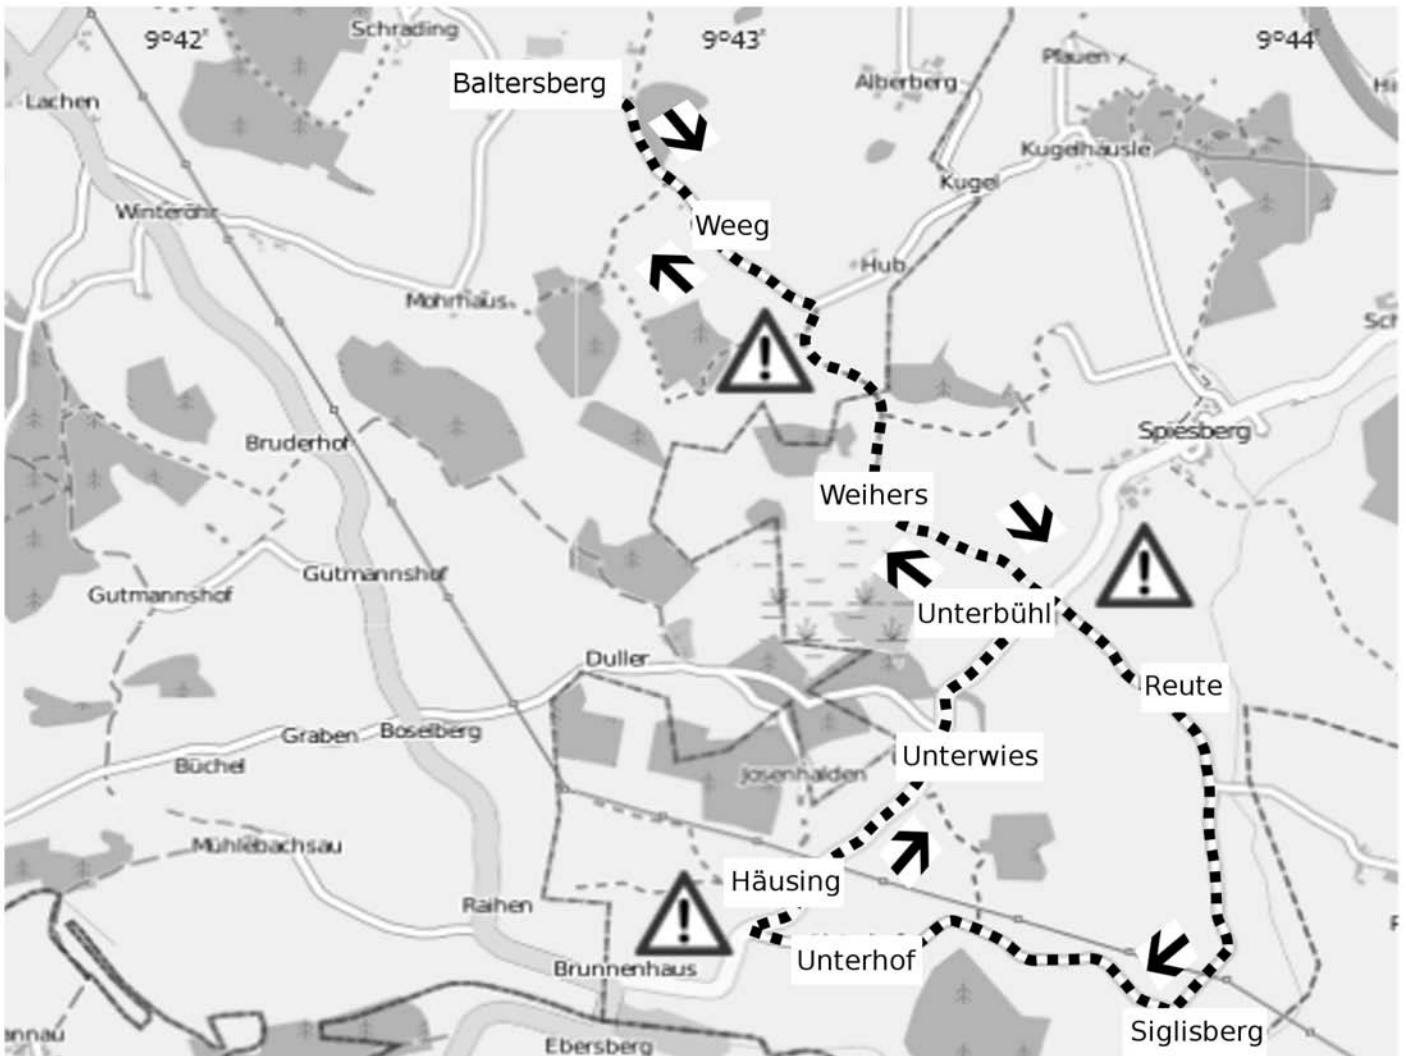 9°42'
Schrading
9°43'
9°44'
Baltersberg
Alberberg
Pfauen
Lachen
Kugelhäusle
Kugel
Winteröhr
Weeg
Hub
Mohrhaus
Spiesberg
Bruderhof
Weihers
Gutmannshof
Gutmannshof
Unterbühl
Duller
Reute
Graben
Boselberg
Büchel
Unterwies
Josenhalden
Mühlebachsau
Häusing
Raihen
Unterhof
Brunnenhaus
Siglisberg
Ebersberg